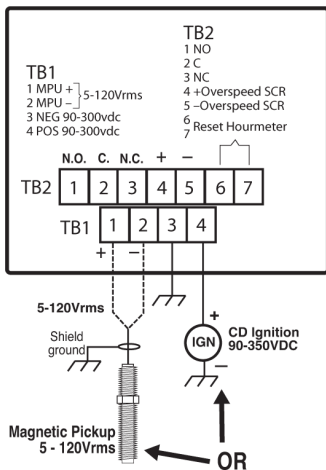 TB2
1 NO
2 C
3 NC
4 +Overspeed SCR
5 –Overspeed SCR
6
7 Reset Hourmeter
TB1
1 MPU +
2 MPU –
5-120Vrms
3 NEG 90-300vdc
4 POS 90-300vdc
N.O. C. N.C. + –
TB2 1 2 3 4 5 6 7
TB1 1 2 3 4
+ –
5-120Vrms
Shield
ground
+
IGN
CD Ignition
90-350VDC
–
Magnetic Pickup
5 - 120Vrms
OR